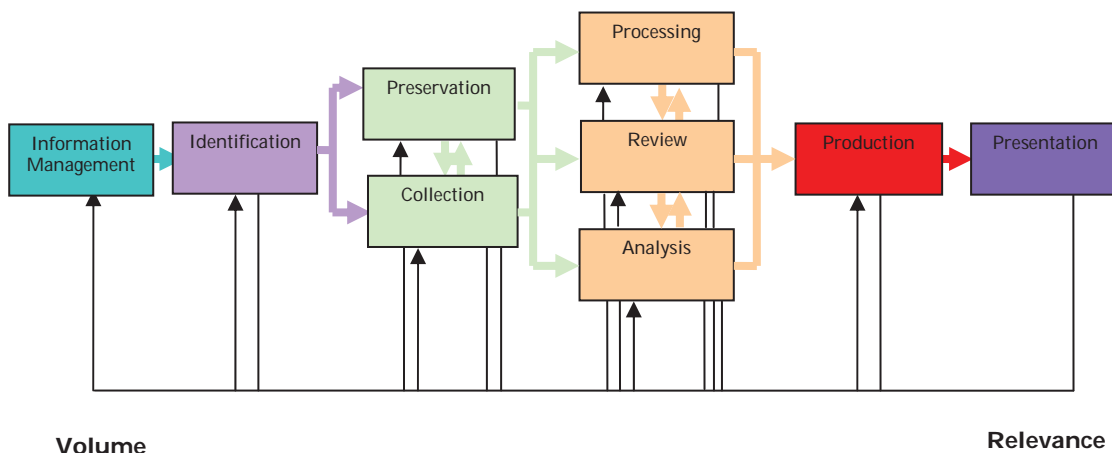 Information
Management
Identification
Preservation
Collection
Processing
Review
Analysis
Production
Presentation
Volume
Relevance